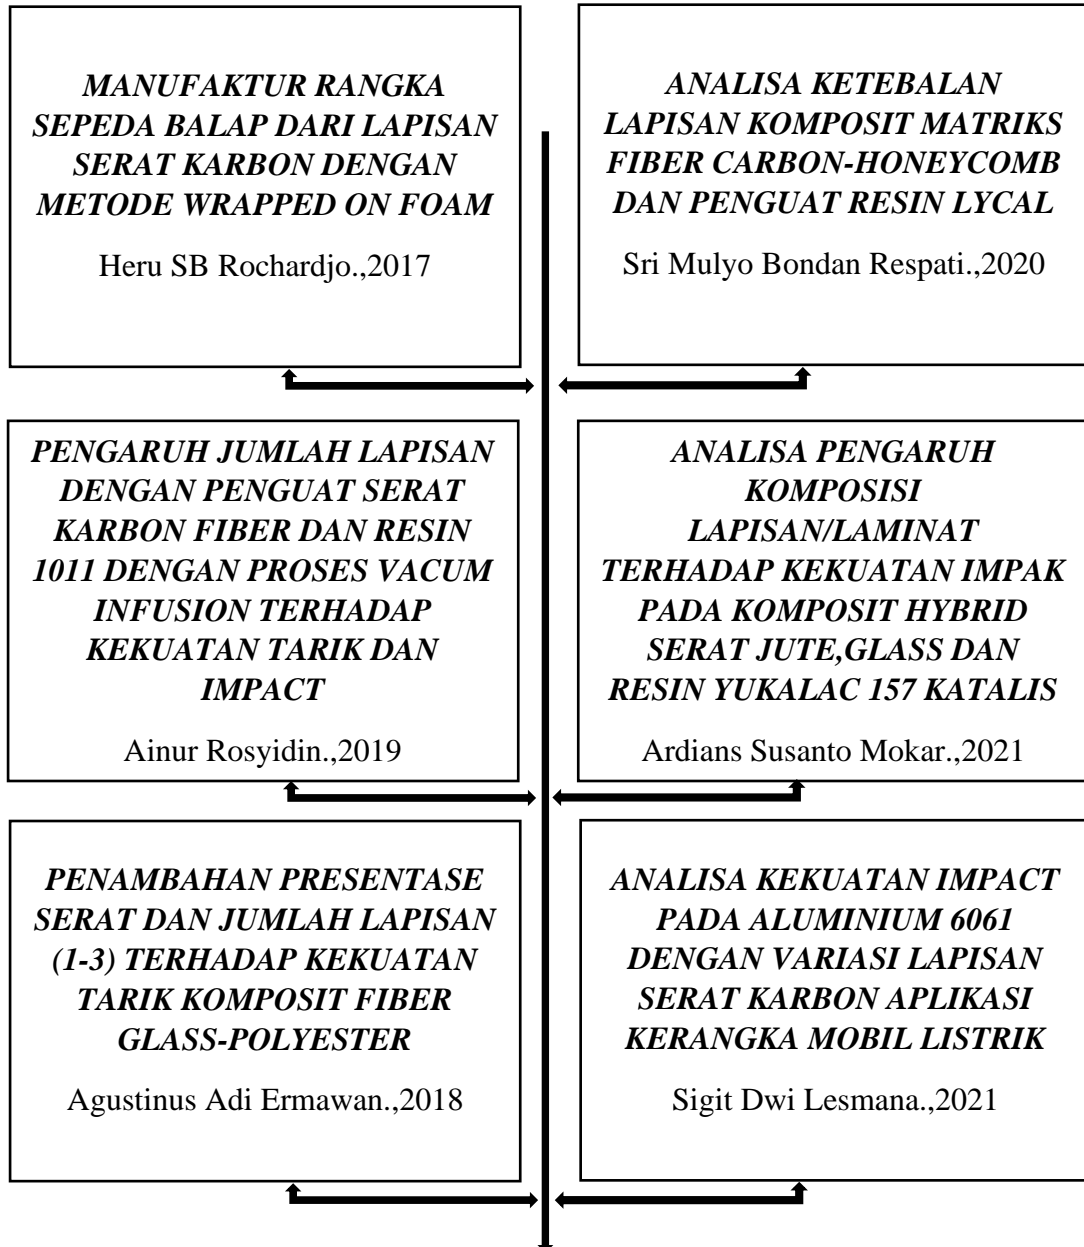 MANUFAKTUR RANGKA
SEPEDA BALAP DARI LAPISAN
SERAT KARBON DENGAN
METODE WRAPPED ON FOAM
Heru SB Rochardjo.,2017
ANALISA KETEBALAN
LAPISAN KOMPOSIT MATRIKS
FIBER CARBON-HONEYCOMB
DAN PENGUAT RESIN LYCAL
Sri Mulyo Bondan Respati.,2020
PENGARUH JUMLAH LAPISAN
DENGAN PENGUAT SERAT
KARBON FIBER DAN RESIN
1011 DENGAN PROSES VACUM
INFUSION TERHADAP
KEKUATAN TARIK DAN
IMPACT
Ainur Rosyidin.,2019
ANALISA PENGARUH
KOMPOSISI
LAPISAN/LAMINAT
TERHADAP KEKUATAN IMPAK
PADA KOMPOSIT HYBRID
SERAT JUTE,GLASS DAN
RESIN YUKALAC 157 KATALIS
Ardians Susanto Mokar.,2021
PENAMBAHAN PRESENTASE
SERAT DAN JUMLAH LAPISAN
(1-3) TERHADAP KEKUATAN
TARIK KOMPOSIT FIBER
GLASS-POLYESTER
Agustinus Adi Ermawan.,2018
ANALISA KEKUATAN IMPACT
PADA ALUMINIUM 6061
DENGAN VARIASI LAPISAN
SERAT KARBON APLIKASI
KERANGKA MOBIL LISTRIK
Sigit Dwi Lesmana.,2021